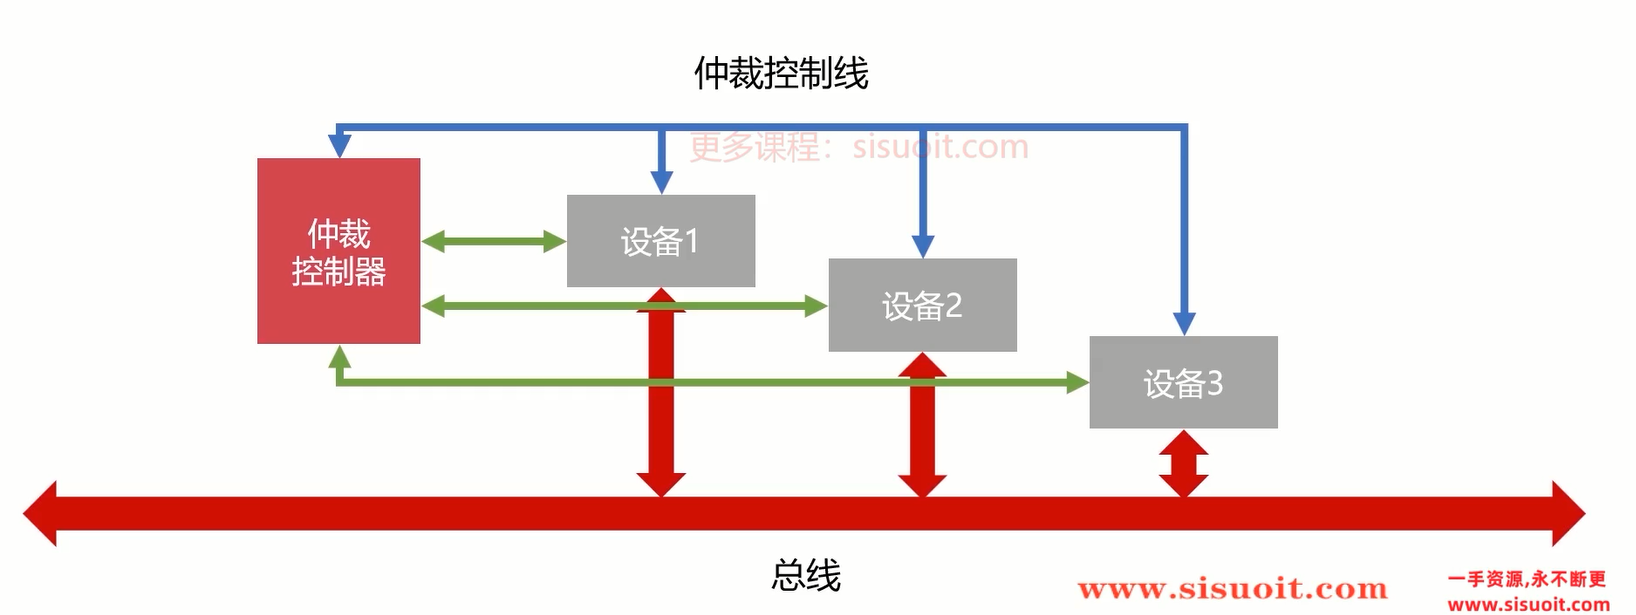 仲裁控制线
更多课程：sisuoit.com
仲裁
控制器
设备1
设备2
设备3
总线
www.sisuoit.com
一手资源,永不断更
www.sisuoit.com